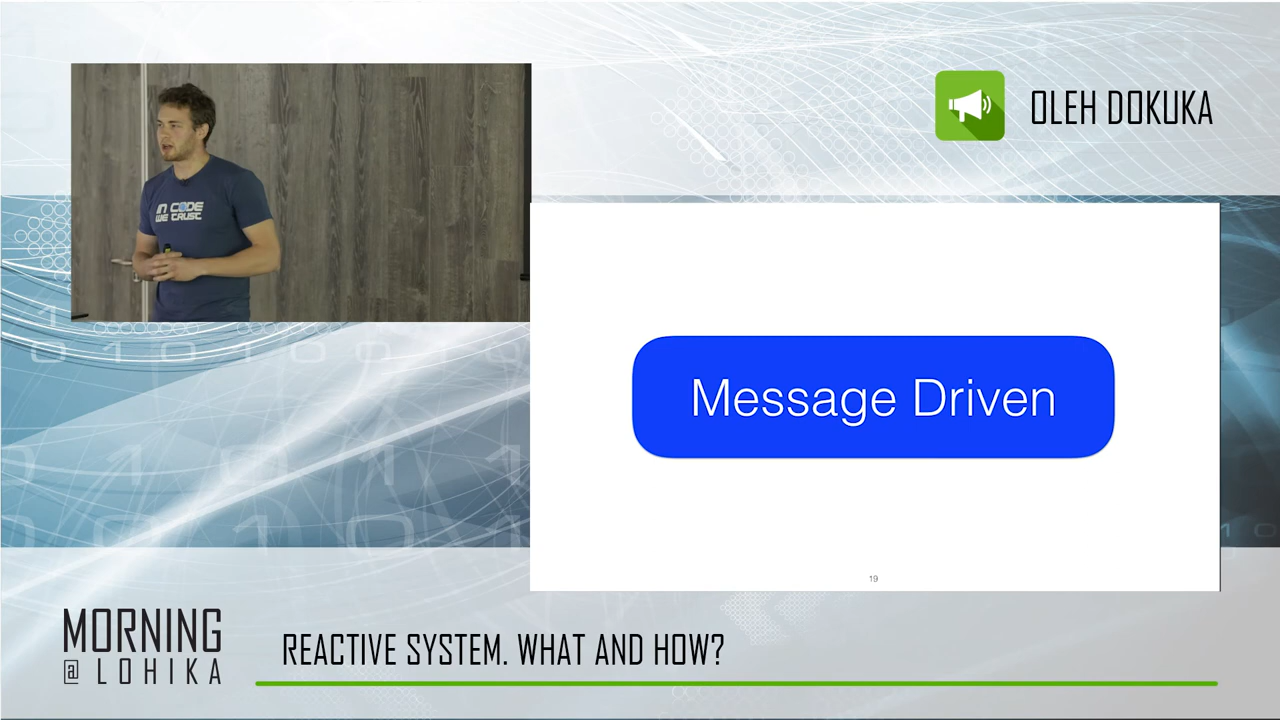 OLEH DOKUKA
IN CODE
WE TRUST
Message Driven
19
MORNING
@ LOHIKA
REACTIVE SYSTEM. WHAT AND HOW?